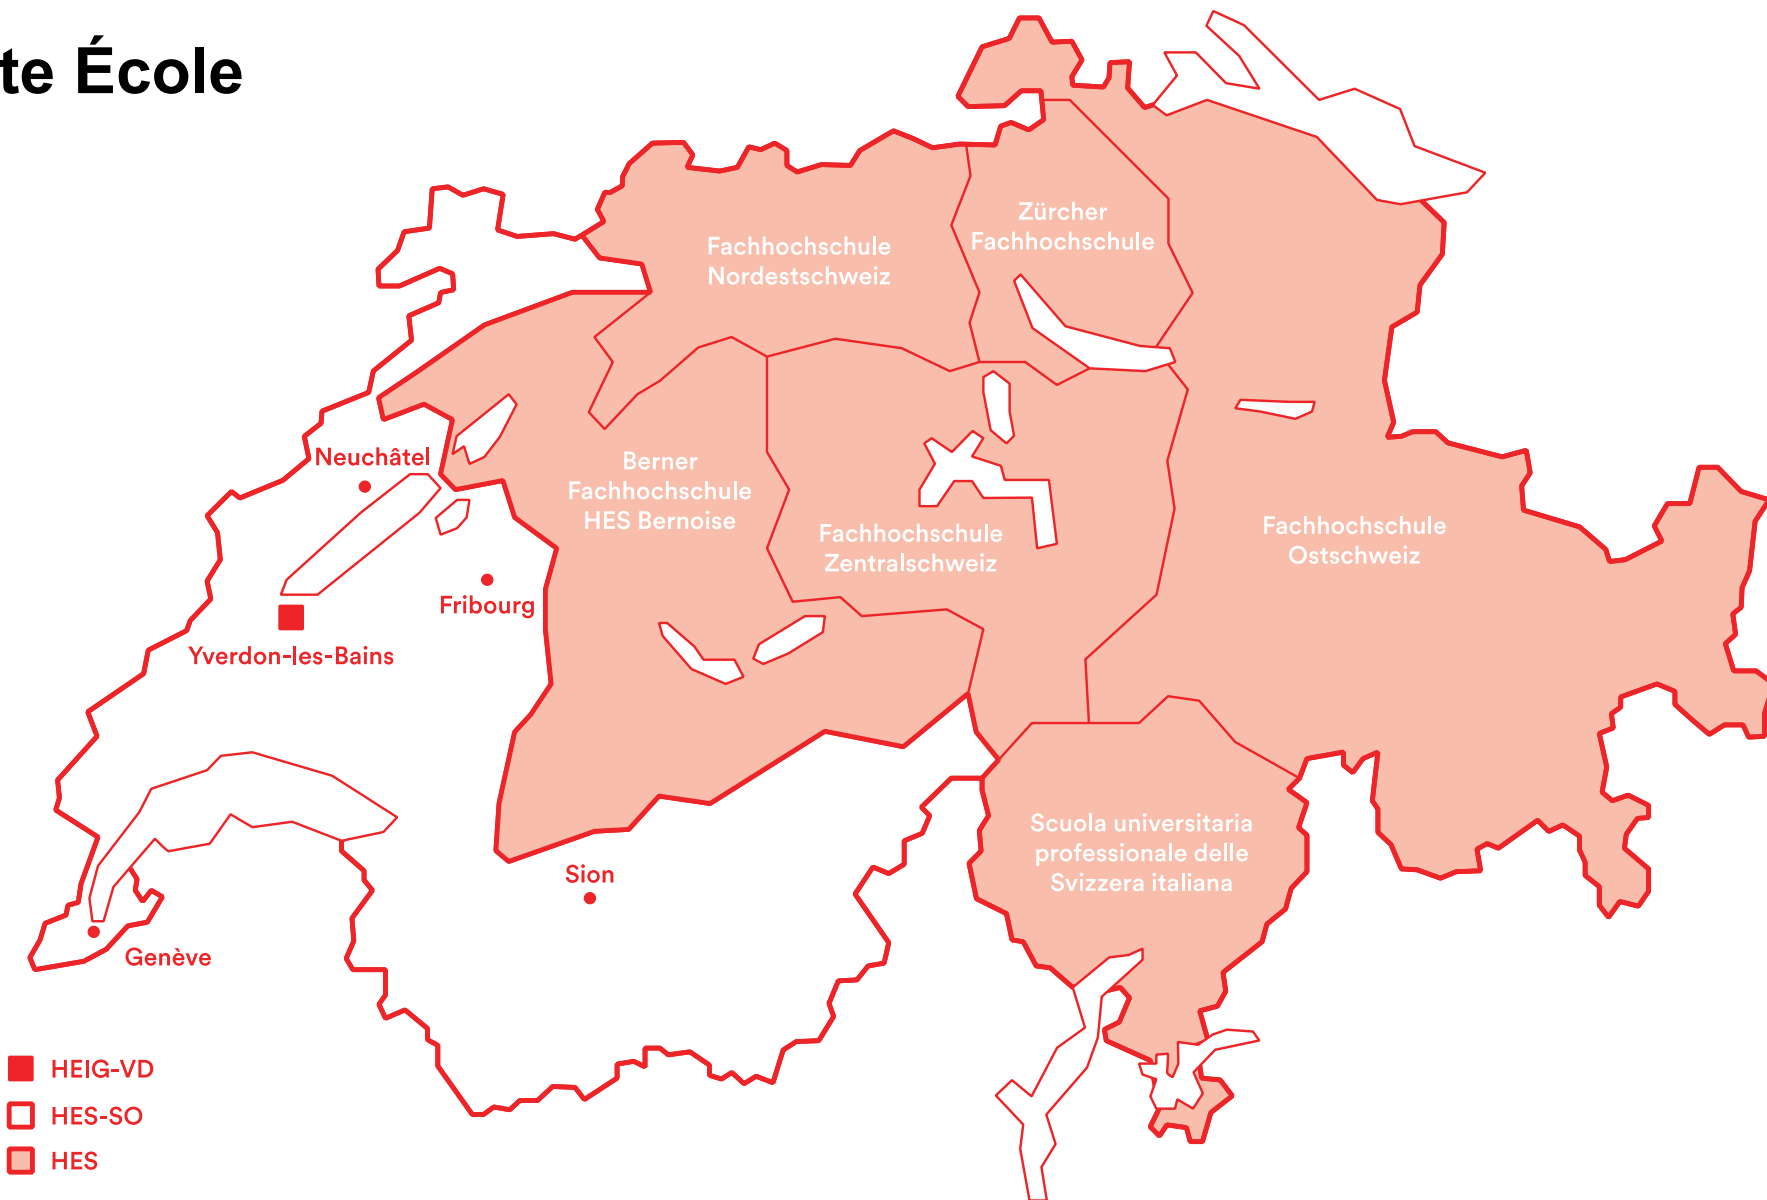 te École
Zürcher
Fachhochschule
Fachhochschule
Nordestschweiz
Neuchâtel
Berner
Fachhochschule
HES Bernoise
Fachhochschule
Zentralschweiz
Fachhochschule
Ostschweiz
Fribourg
Yverdon-les-Bains
Scuola universitaria
professionale delle
Svizzera italiana
Sion
Genève
HEIG-VD
HES-SO
HES